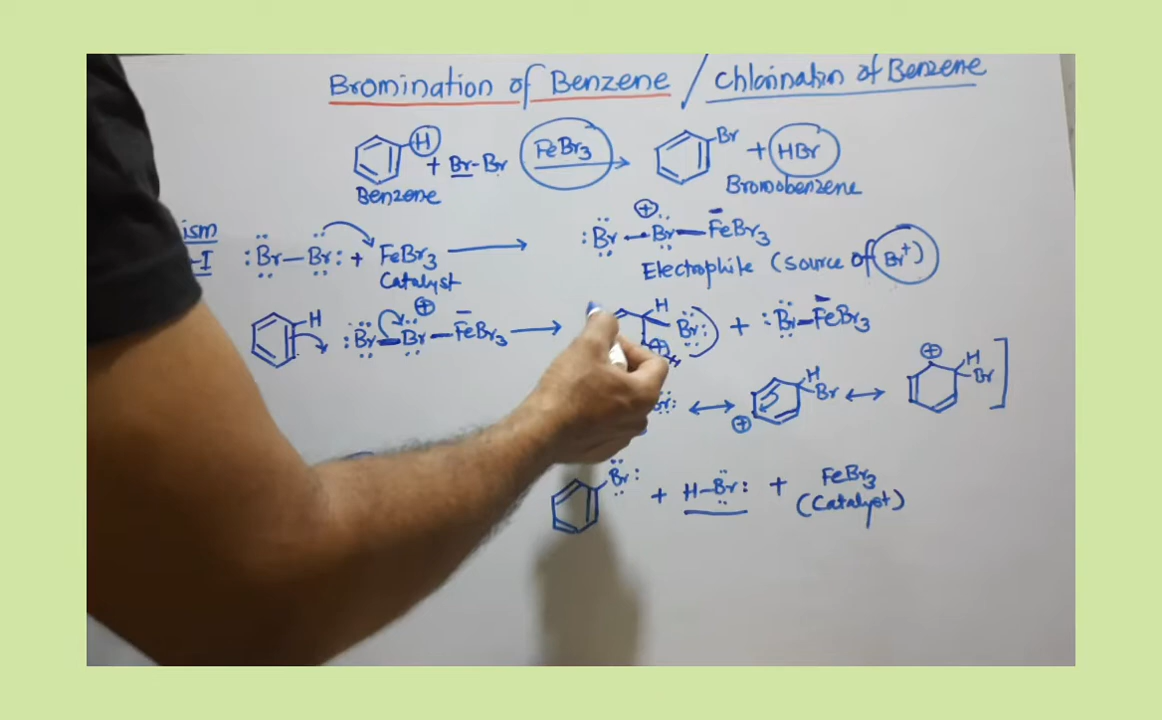 Bromination of Benzene / Chlorination of Benzene
H + Br-Br FeBr3 Br + HBr
Benzene Bromobenzene
ism
-I :Br-Br: + FeBr3 :Br-Br-FeBr3
Catalyst Electrophile (source of Br+)
H :Br-Br-FeBr3 H Br: + :Br-FeBr3
H Br H Br
Br: + H-Br: + FeBr3
(Catalyst)